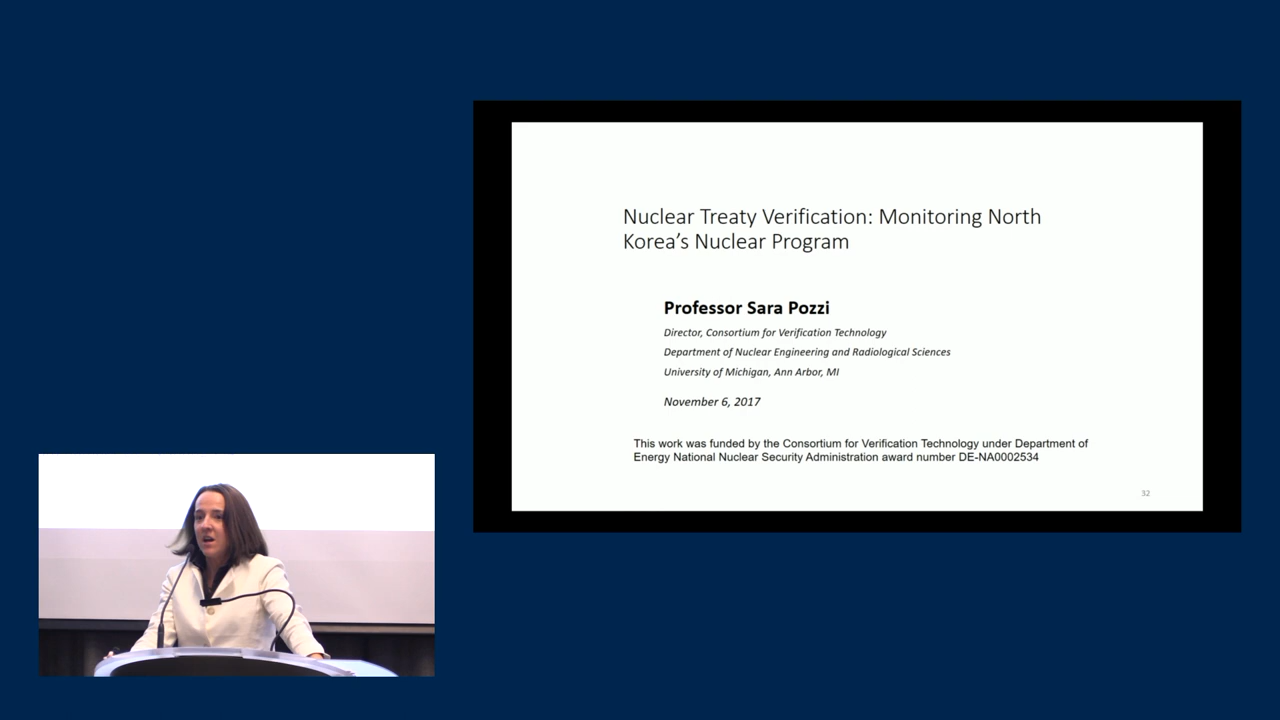 Nuclear Treaty Verification: Monitoring North
Korea’s Nuclear Program
Professor Sara Pozzi
Director, Consortium for Verification Technology
Department of Nuclear Engineering and Radiological Sciences
University of Michigan, Ann Arbor, MI
November 6, 2017
This work was funded by the Consortium for Verification Technology under Department of
Energy National Nuclear Security Administration award number DE-NA0002534
32